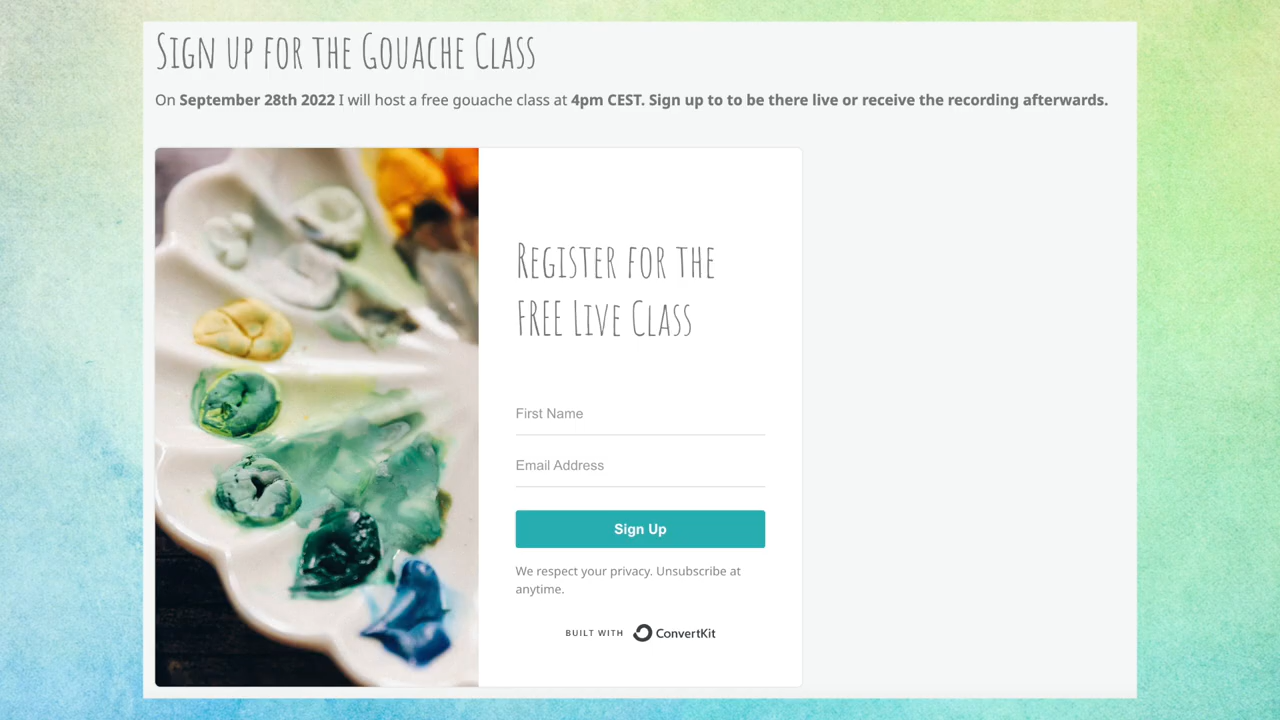 Sign up for the Gouache Class
On September 28th 2022 I will host a free gouache class at 4pm CEST. Sign up to to be there live or receive the recording afterwards.
Register for the
FREE Live Class
First Name
Email Address
Sign Up
We respect your privacy. Unsubscribe at
anytime.
BUILT WITH ConvertKit